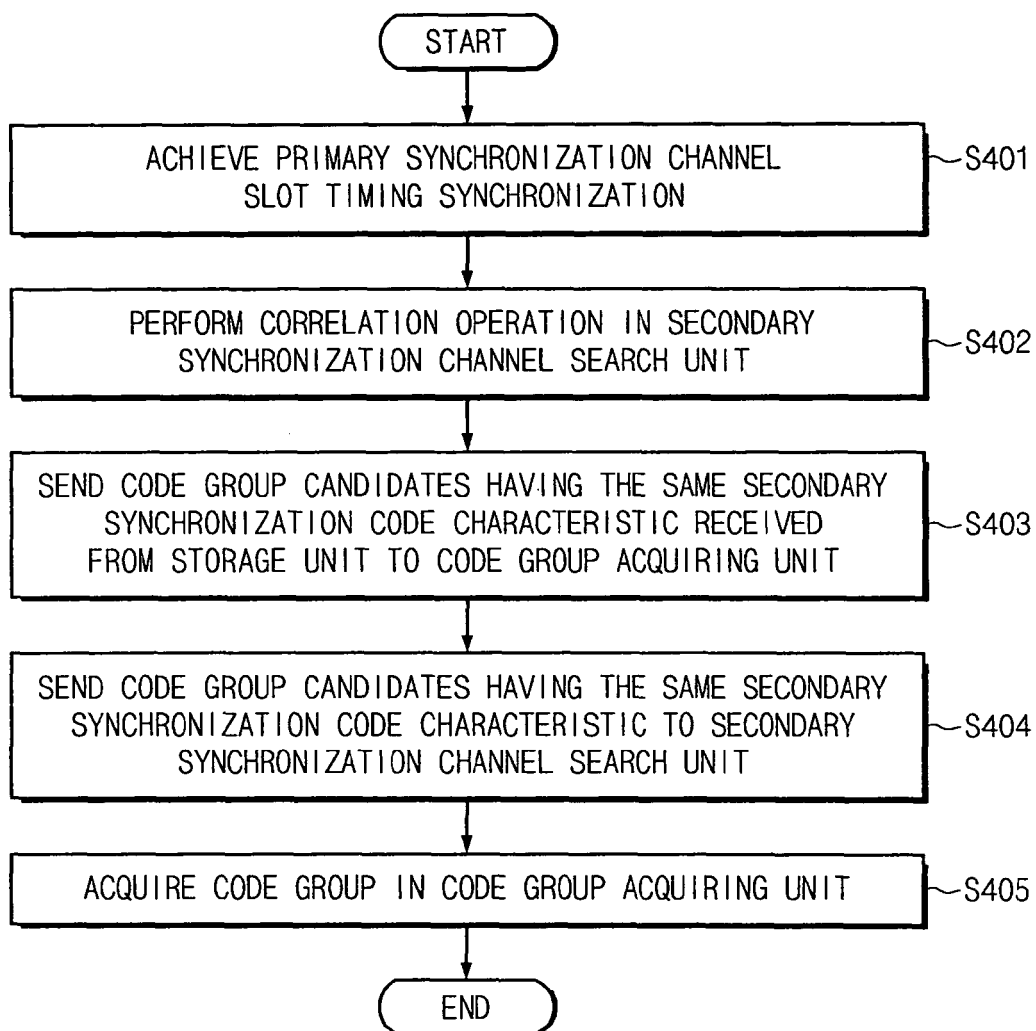 START
ACHIEVE PRIMARY SYNCHRONIZATION CHANNEL
SLOT TIMING SYNCHRONIZATION
S401
PERFORM CORRELATION OPERATION IN SECONDARY
SYNCHRONIZATION CHANNEL SEARCH UNIT
S402
SEND CODE GROUP CANDIDATES HAVING THE SAME SECONDARY
SYNCHRONIZATION CODE CHARACTERISTIC RECEIVED
FROM STORAGE UNIT TO CODE GROUP ACQUIRING UNIT
S403
SEND CODE GROUP CANDIDATES HAVING THE SAME SECONDARY
SYNCHRONIZATION CODE CHARACTERISTIC TO SECONDARY
SYNCHRONIZATION CHANNEL SEARCH UNIT
S404
ACQUIRE CODE GROUP IN CODE GROUP ACQUIRING UNIT
S405
END